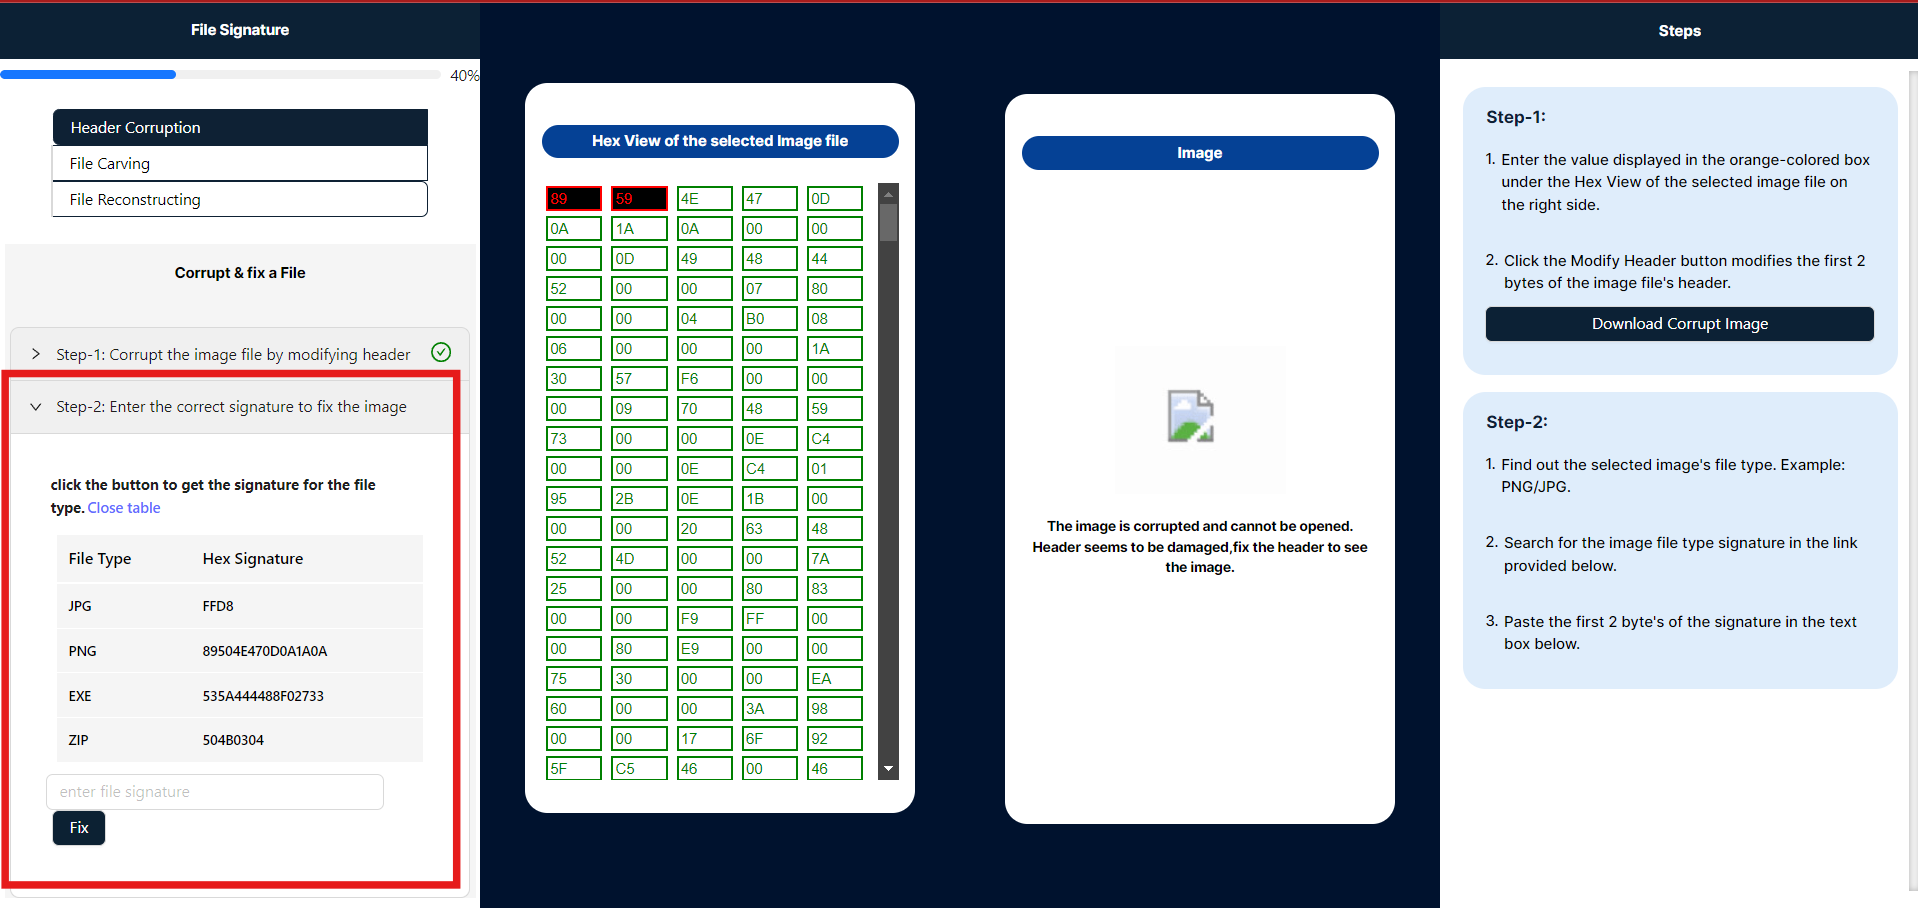 File Signature
40%
Header Corruption
File Carving
File Reconstructing
Corrupt & fix a File
Step-1: Corrupt the image file by modifying header
Step-2: Enter the correct signature to fix the image
click the button to get the signature for the file
type. Close table
File Type Hex Signature
JPG FFD8
PNG 89504E470D0A1A0A
EXE 535A444488F02733
ZIP 504B0304
enter file signature
Fix
Hex View of the selected Image file
89 59 4E 47 0D
0A 1A 0A 00 00
00 0D 49 48 44
52 00 00 07 80
00 00 04 B0 08
06 00 00 00 1A
30 57 F6 00 00
00 09 70 48 59
73 00 00 0E C4
00 00 0E C4 01
95 2B 0E 1B 00
00 00 20 63 48
52 4D 00 00 7A
25 00 00 80 83
00 00 F9 FF 00
00 80 E9 00 00
75 30 00 00 EA
60 00 00 3A 98
00 00 17 6F 92
5F C5 46 00 46
Image
The image is corrupted and cannot be opened.
Header seems to be damaged,fix the header to see
the image.
Steps
Step-1:
1. Enter the value displayed in the orange-colored box
under the Hex View of the selected image file on
the right side.
2. Click the Modify Header button modifies the first 2
bytes of the image file's header.
Download Corrupt Image
Step-2:
1. Find out the selected image's file type. Example:
PNG/JPG.
2. Search for the image file type signature in the link
provided below.
3. Paste the first 2 byte's of the signature in the text
box below.